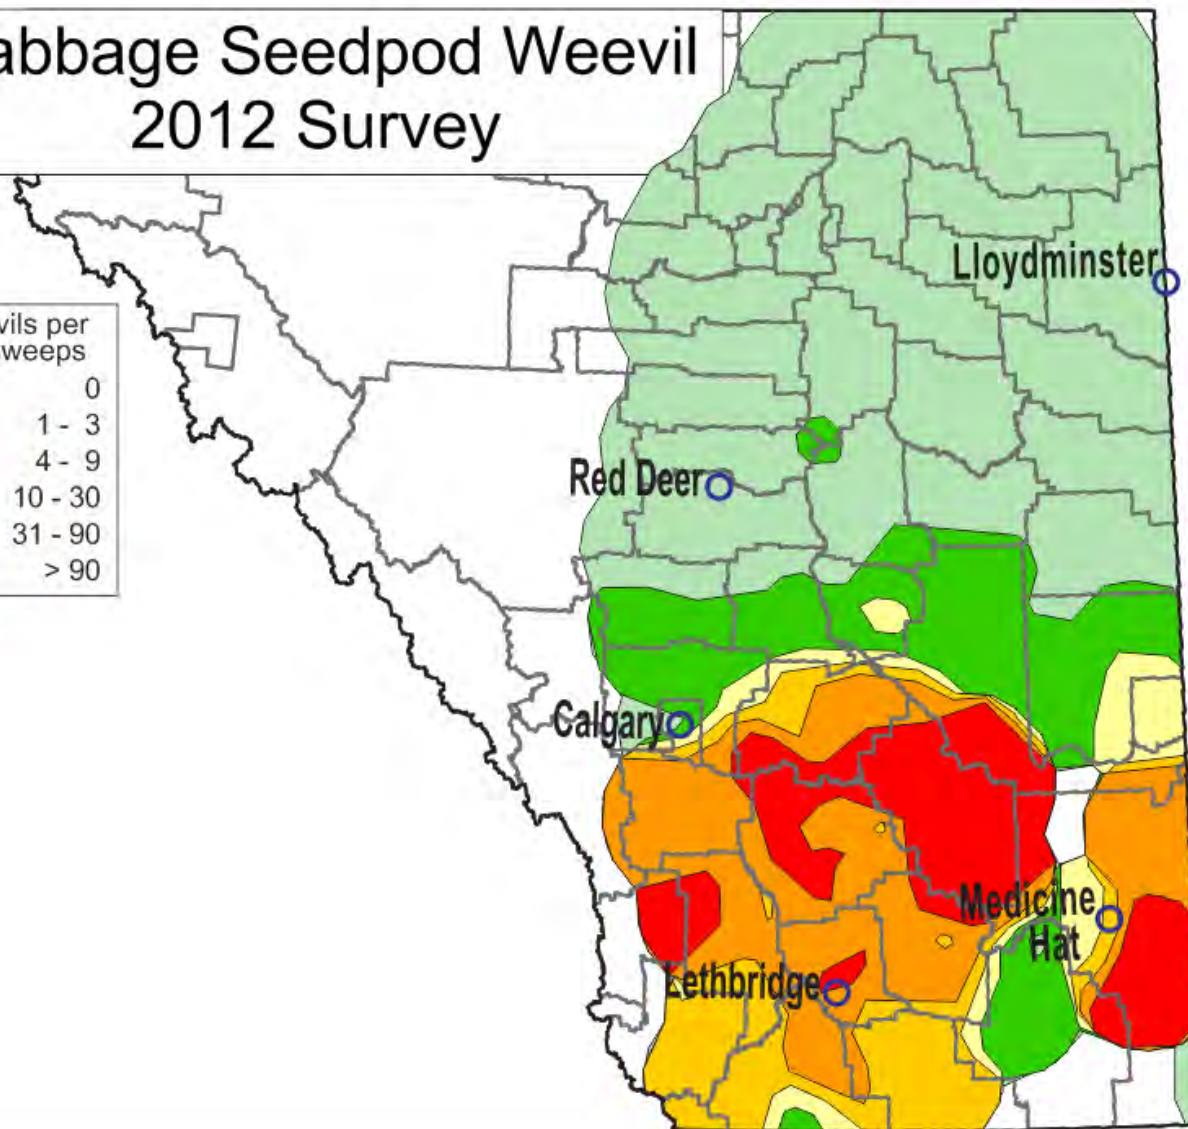 abbage Seedpod Weevil
2012 Survey
Lloydminster
vils per
weeps
0
1 - 3
4 - 9
10 - 30
31 - 90
> 90
Red Deer
Calgary
Medicine
Hat
Lethbridge